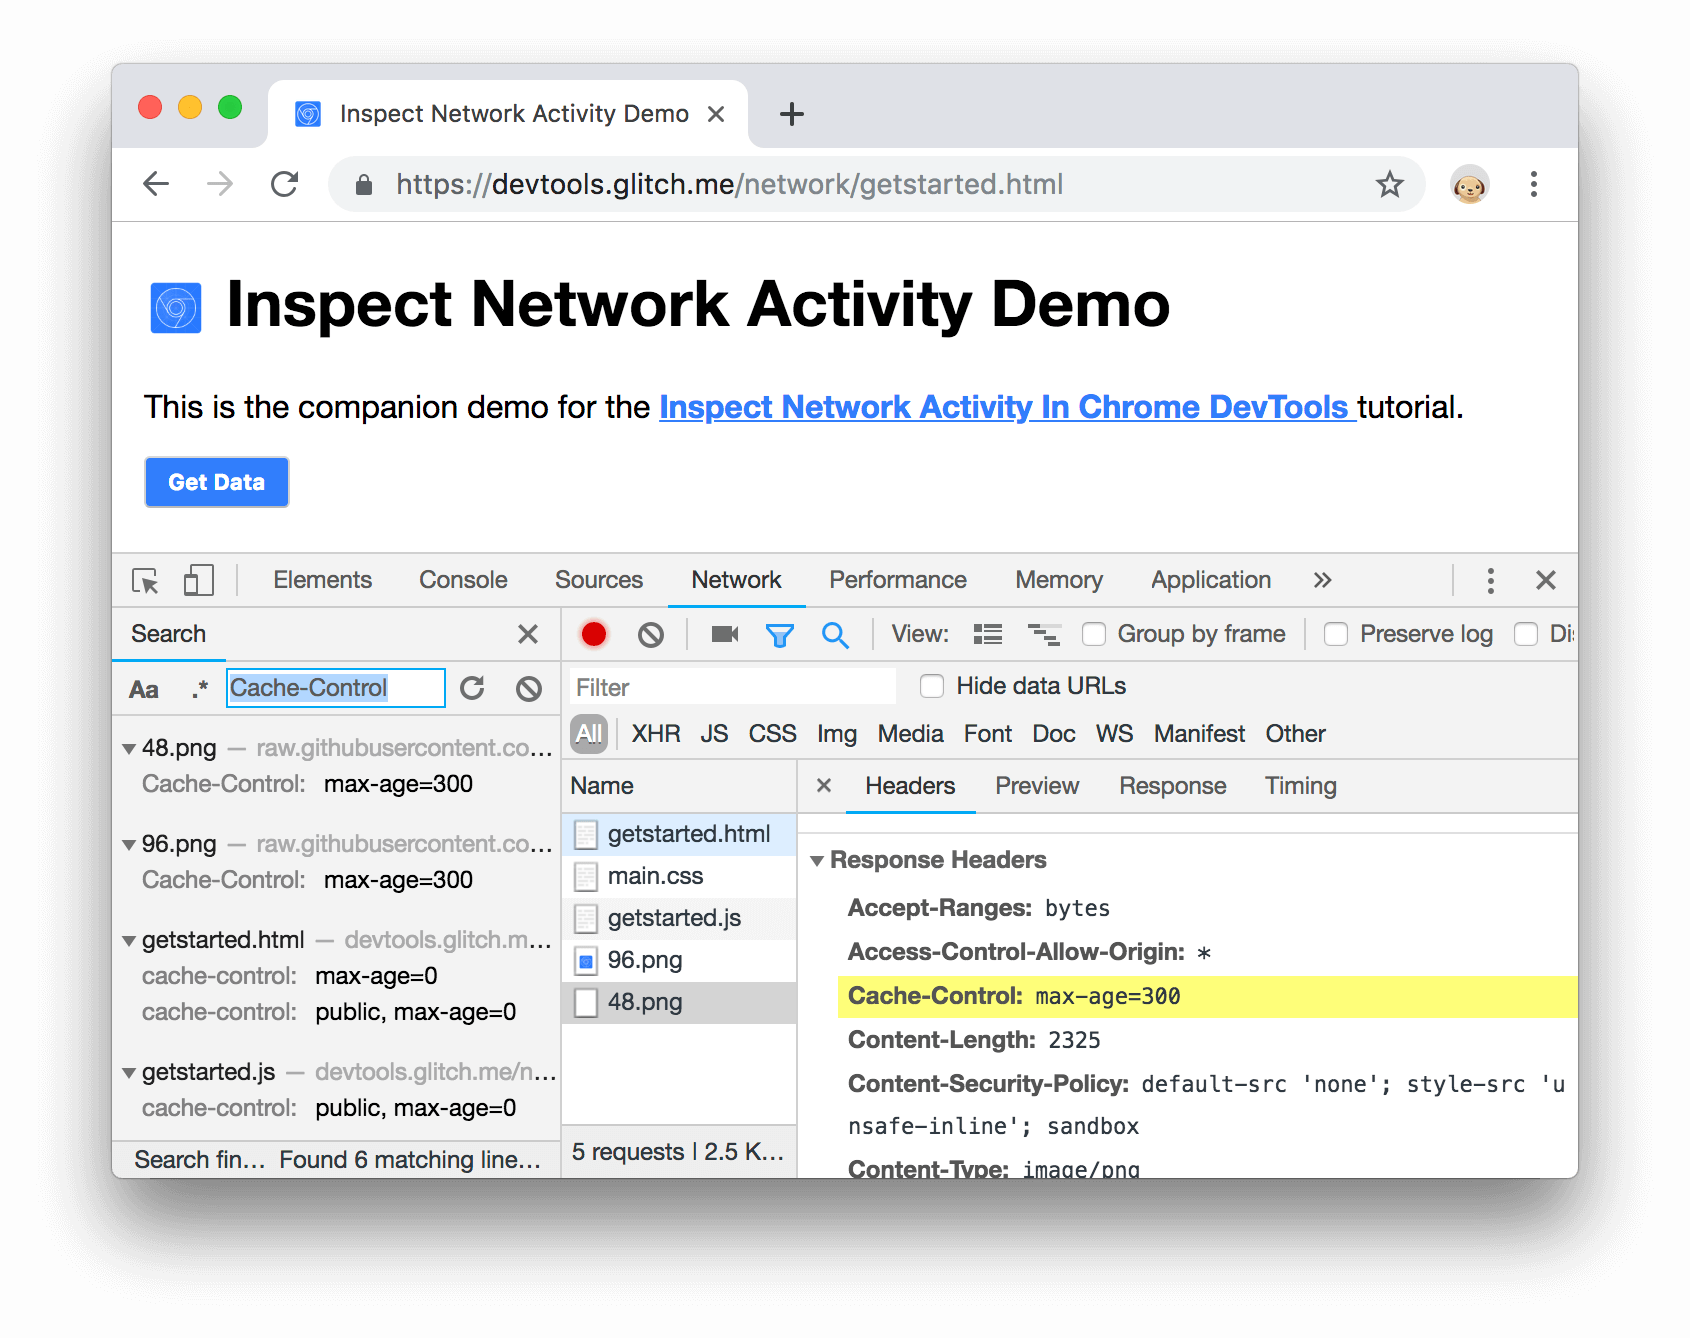 Inspect Network Activity Demo
https://devtools.glitch.me/network/getstarted.html
Inspect Network Activity Demo
This is the companion demo for the Inspect Network Activity In Chrome DevTools tutorial.
Get Data
Elements Console Sources Network Performance Memory Application
Search
View: Group by frame Preserve log Di
Aa .* Cache-Control
Filter Hide data URLs
All XHR JS CSS Img Media Font Doc WS Manifest Other
48.png — raw.githubusercontent.co...
Cache-Control: max-age=300
96.png — raw.githubusercontent.co...
Cache-Control: max-age=300
getstarted.html — devtools.glitch.m...
cache-control: max-age=0
cache-control: public, max-age=0
getstarted.js — devtools.glitch.me/n...
cache-control: public, max-age=0
Search fin... Found 6 matching line...
Name
getstarted.html
main.css
getstarted.js
96.png
48.png
5 requests | 2.5 K...
Headers Preview Response Timing
Response Headers
Accept-Ranges: bytes
Access-Control-Allow-Origin: *
Cache-Control: max-age=300
Content-Length: 2325
Content-Security-Policy: default-src 'none'; style-src 'u
nsafe-inline'; sandbox
Content-Type: image/png